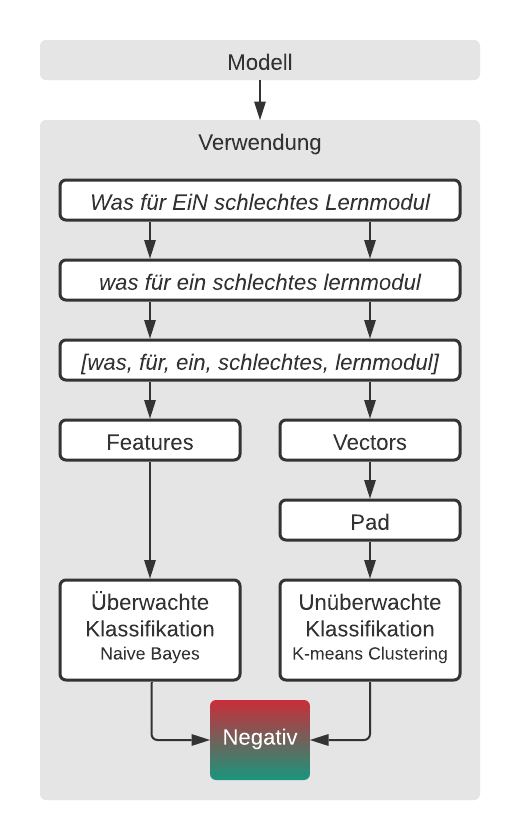 Modell
Verwendung
Was für EiN schlechtes Lernmodul
was für ein schlechtes lernmodul
[was, für, ein, schlechtes, lernmodul]
Features
Vectors
Pad
Überwachte
Klassifikation
Naive Bayes
Unüberwachte
Klassifikation
K-means Clustering
Negativ